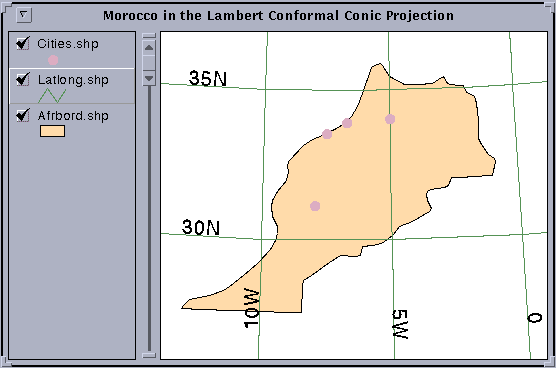 Morocco in the Lambert Conformal Conic Projection
Cities.shp
Latlong.shp
Afrbord.shp
35N
30N
10W
5W
0